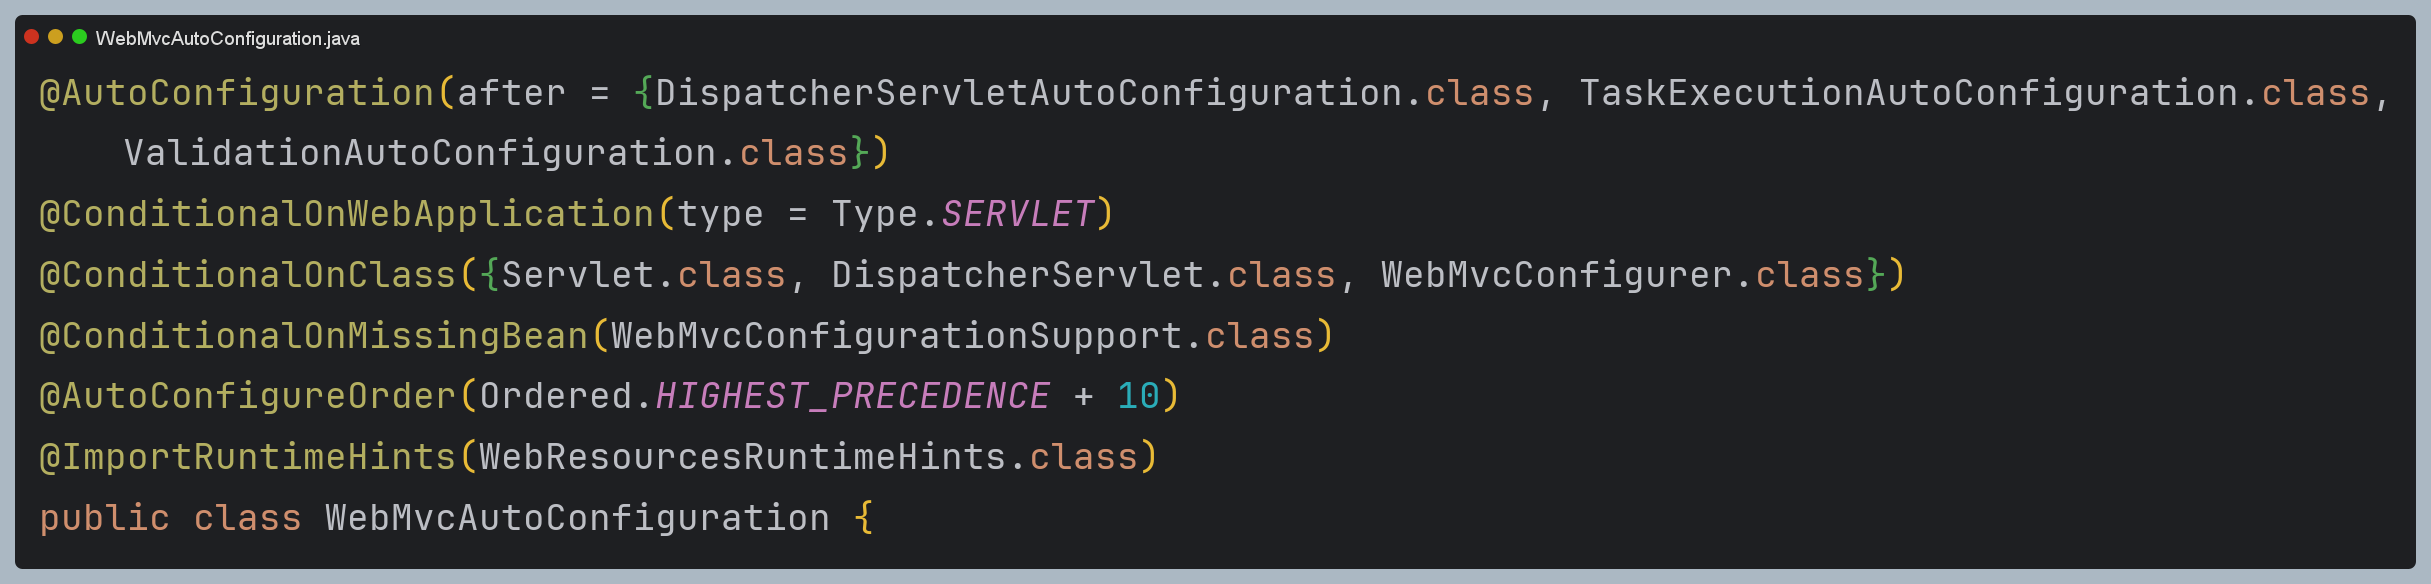 WebMvcAutoConfiguration.java
@AutoConfiguration(after = {DispatcherServletAutoConfiguration.class, TaskExecutionAutoConfiguration.class,
ValidationAutoConfiguration.class})
@ConditionalOnWebApplication(type = Type.SERVLET)
@ConditionalOnClass({Servlet.class, DispatcherServlet.class, WebMvcConfigurer.class})
@ConditionalOnMissingBean(WebMvcConfigurationSupport.class)
@AutoConfigureOrder(Ordered.HIGHEST_PRECEDENCE + 10)
@ImportRuntimeHints(WebResourcesRuntimeHints.class)
public class WebMvcAutoConfiguration {